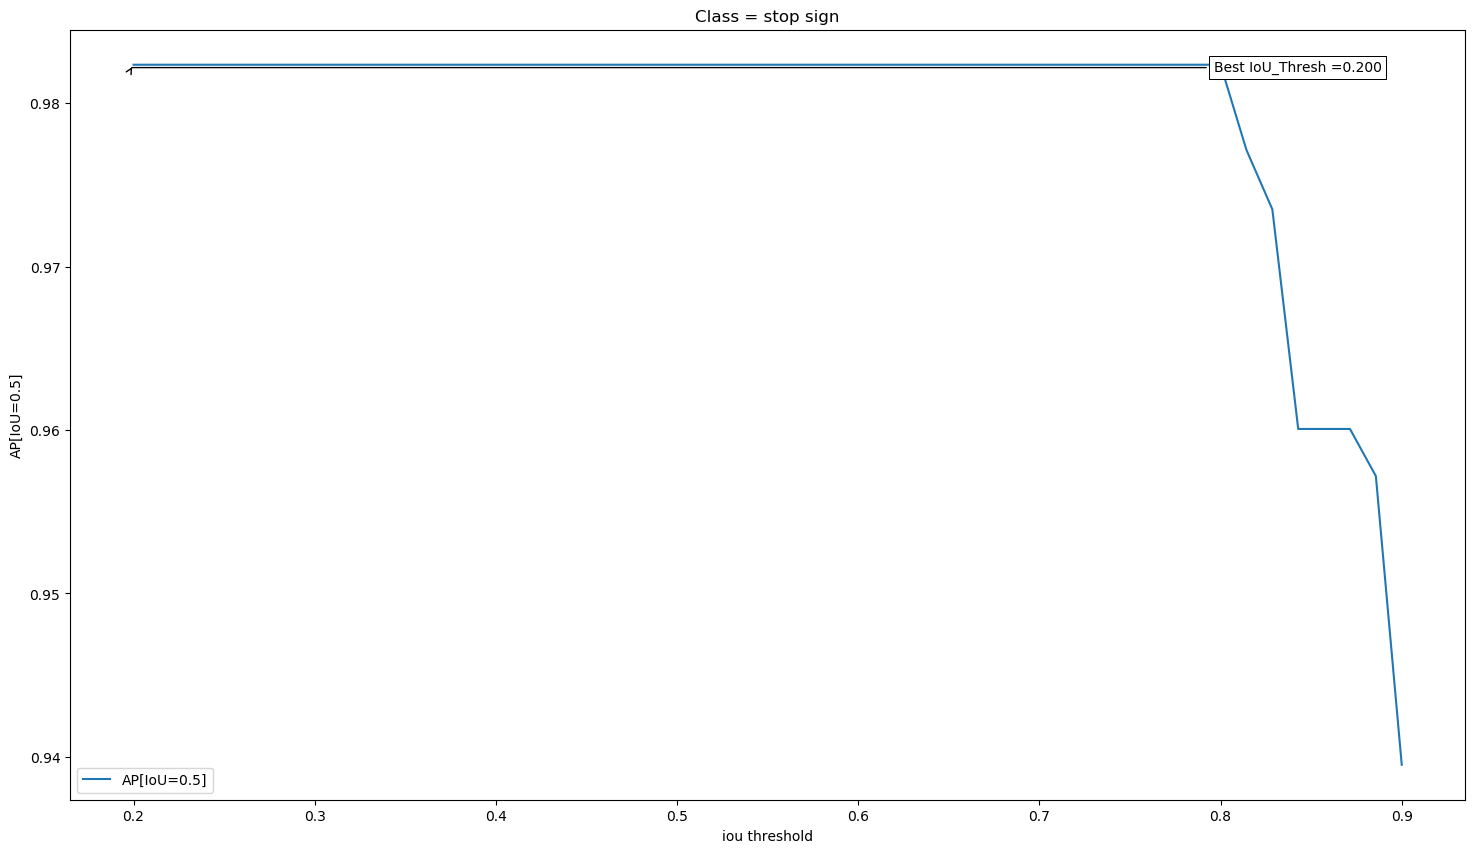 Class = stop sign
Best IoU_Thresh =0.200
0.98
0.97
0.96
0.95
0.94
AP[IoU=0.5]
AP[IoU=0.5]
0.2 0.3 0.4 0.5 0.6 0.7 0.8 0.9
iou threshold